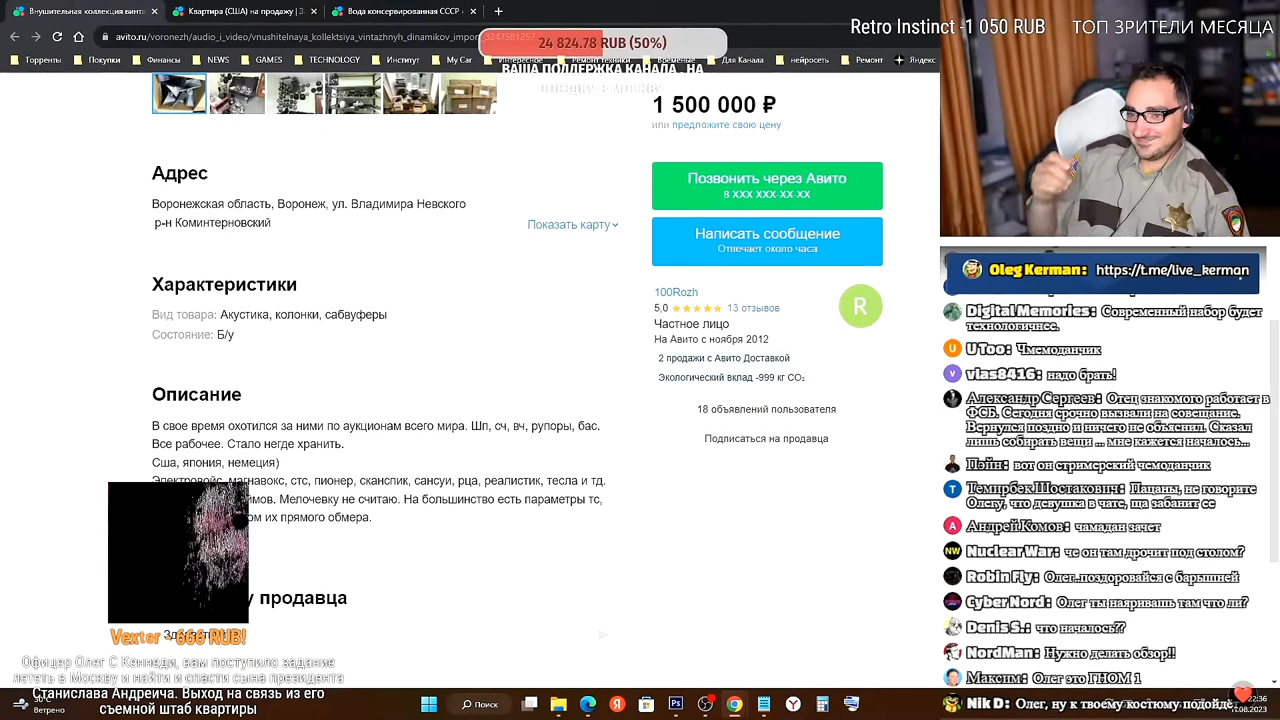 Внушительная коллекция винт
Блокирование
Блокирование СССР
Retro Instinct - 1 050 RUB
ТОП ЗРИТЕЛИ МЕСЯЦА
avito.ru/voronezh/audio_i_video/vnushitelnaya_kollektsiya_vintazhnyh_dinamikov_import_3247581257
24 824.78 RUB (50%)
Торренты
Покупки
Финансы
NEWS
GAMES
TECHNOLOGY
Институт
My Car
Интересное
Ремонт техники
Для Канала
нейросеть
Ремонт
Яндекс
ВАША ПОДДЕРЖКА КАНАЛА, НА
ПОЕЗДКУ В МОСКВУ
1 500 000 ₽
или предложите свою цену
Адрес
Позвонить через Авито
8 XXX XXX-XX-XX
Воронежская область, Воронеж, ул. Владимира Невского
р-н Коминтерновский
Показать карту
Написать сообщение
Отвечает около часа
Характеристики
Вид товара: Акустика, колонки, сабвуферы
Состояние: Б/у
100Rozh
5,0
13 отзывов
R
Частное лицо
На Авито с ноября 2012
2 продажи с Авито Доставкой
Экологический вклад -999 кг CO₂
18 объявлений пользователя
Подписаться на продавца
Описание
В свое время охотился за ними по аукционам всего мира. Шп, сч, вч, рупоры, бас.
Все рабочее. Стало негде хранить.
Сша, япония, немеция)
Электровойс, магнавокс, стс, пионер, сканспик, сансуи, рца, реалистик, тесла и тд.
мов. Мелочевку не считаю. На большинство есть параметры тс,
ом их прямого обмера.
у продавца
Vexter - 666 RUB!
Офицер Олег С Кеннеди, вам поступило задание
лететь в Москву и найти и спасти сына президента
Станислава Андреича. Выход на связь из его
съемной штаб квартиры
Oleg Kerman: https://t.me/live_kerman
Digital Memories: Современный набор будет
технологичнее.
U Too: Чмемоданчик
vlas8416: надо брать!
Александр Сергеев: Отец знакомого работает в
ФСБ. Сегодня срочно вызвали на совещание.
Вернулся поздно и ничего не объяснил. Сказал
лишь собирать вещи ... мне кажется началось...
Пэйн: вот он стримерский чемоданчик
Темирбек Шостакович: Пацаны, не говорите
Олегу, что девушка в чате, ща забанит ее
Андрей Комов: чамадан зачет
Nuclear War: че он там дрочит под столом?
Robin Fly: Олег..поздоровайся с барышней
Cyber Nord: Олег ты наяриваешь там что ли?
Denis S.: что началось??
NordMan: Нужно делать обзор!!
Максим: Олег это ГНОМ 1
Nik D: Олег, ну к твоему костюму подойде
30°C
Ветрено
Поиск
22:36